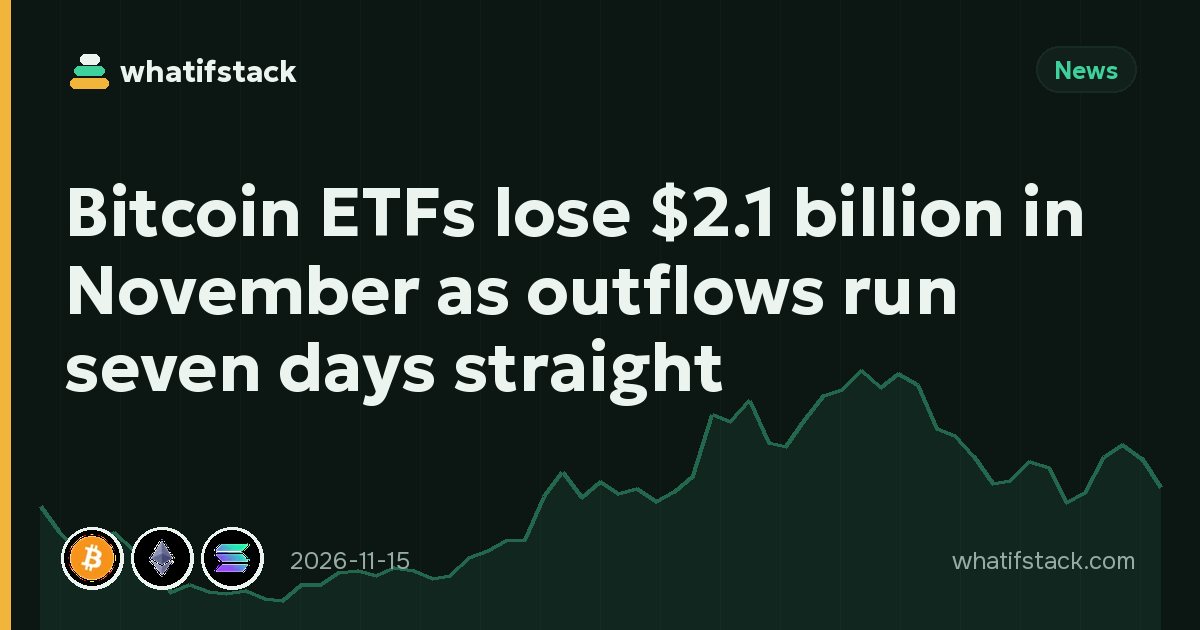 whatifstack
News
Bitcoin ETFs lose $2.1 billion in
November as outflows run
seven days straight
2026-11-15
whatifstack.com